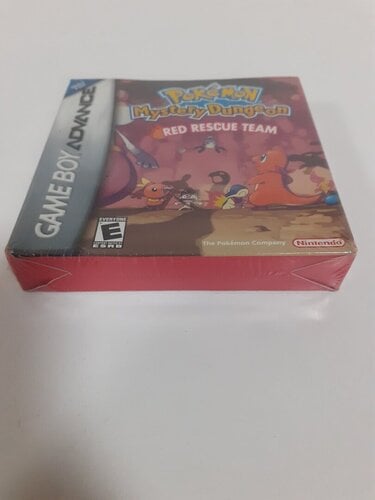 GAME BOY ADVANCE
POKéMON
Mystery Dungeon
RED RESCUE TEAM
EVERYONE
E
ESRB
The Pokémon Company
Nintendo